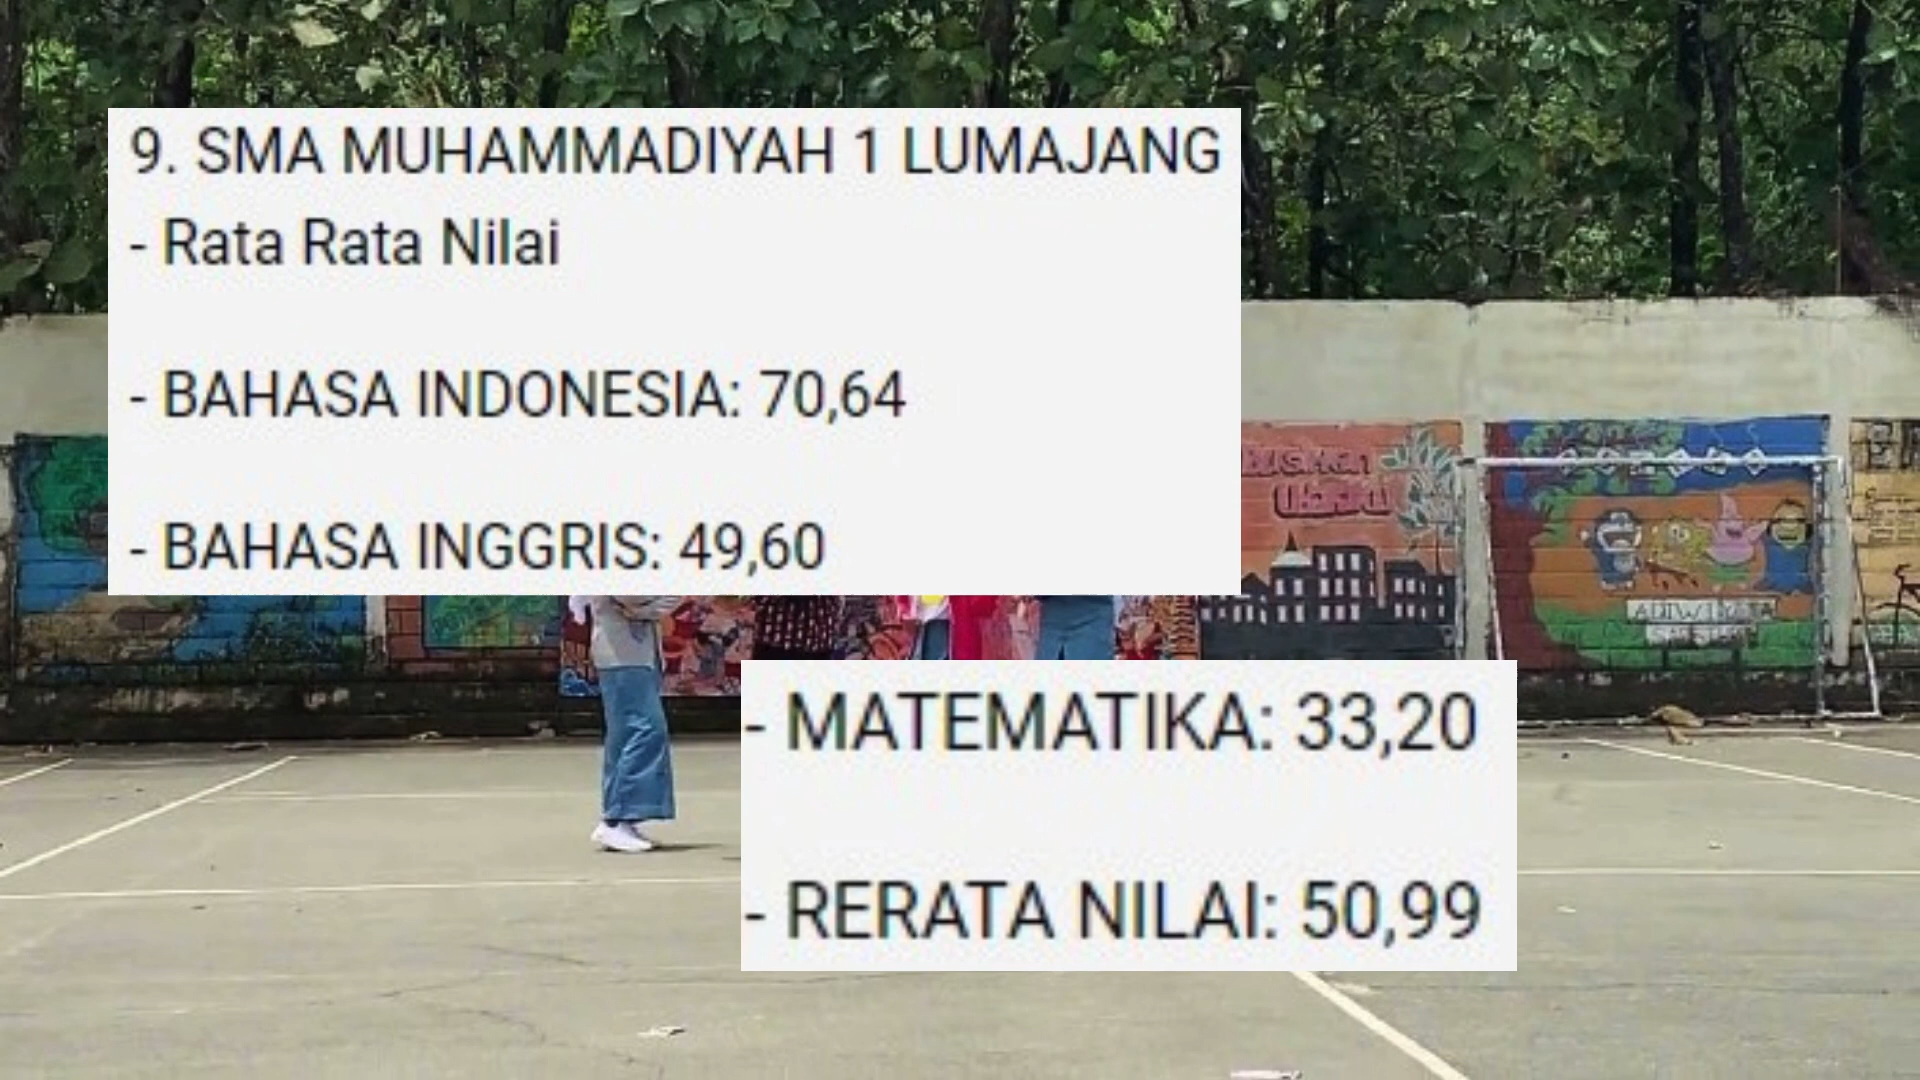 9. SMA MUHAMMADIYAH 1 LUMAJANG
- Rata Rata Nilai
- BAHASA INDONESIA: 70,64
- BAHASA INGGRIS: 49,60
- MATEMATIKA: 33,20
- RERATA NILAI: 50,99